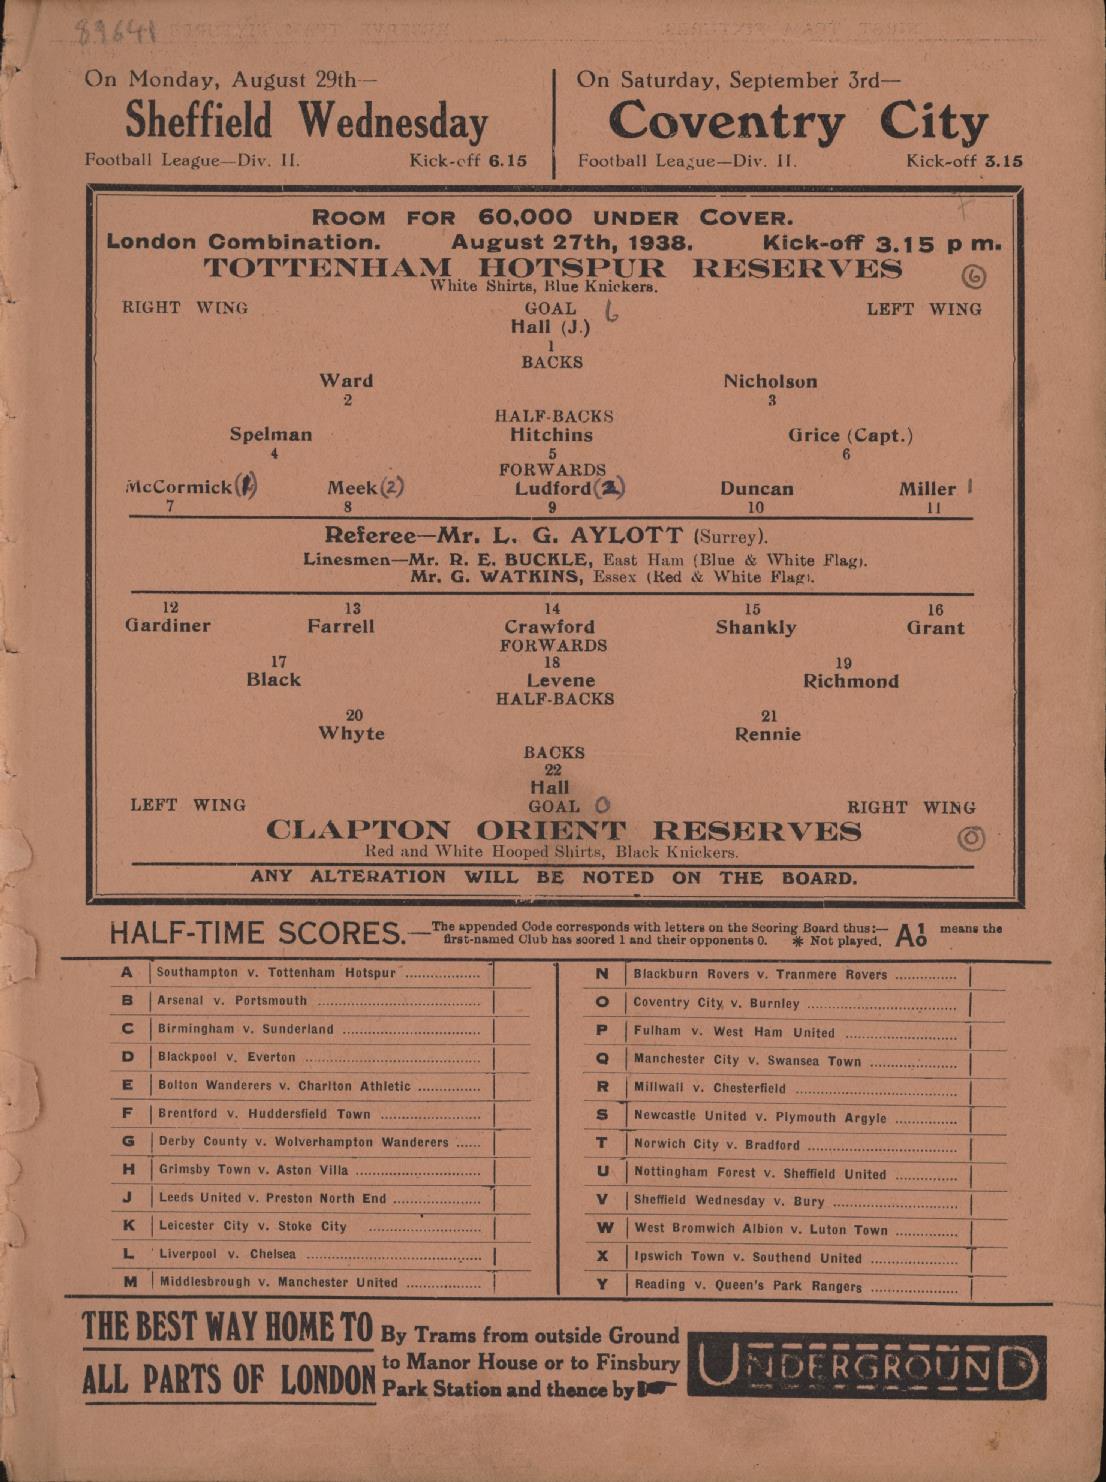 89641
On Monday, August 29th—
Sheffield Wednesday
Football League—Div. II. Kick-off 6.15
On Saturday, September 3rd—
Coventry City
Football League—Div. II. Kick-off 3.15
ROOM FOR 60,000 UNDER COVER.
London Combination. August 27th, 1938. Kick-off 3.15 p m.
TOTTENHAM HOTSPUR RESERVES 6
White Shirts, Blue Knickers.
RIGHT WING GOAL 6 LEFT WING
Hall (J.)
1
BACKS
Ward Nicholson
2 3
HALF-BACKS
Spelman Hitchins Grice (Capt.)
4 5 6
FORWARDS
McCormick (1) Meek (2) Ludford (2) Duncan Miller 1
7 8 9 10 11
Referee—Mr. L. G. AYLOTT (Surrey).
Linesmen—Mr. R. E. BUCKLE, East Ham (Blue & White Flag).
Mr. G. WATKINS, Essex (Red & White Flag).
12 13 14 15 16
Gardiner Farrell Crawford Shankly Grant
FORWARDS
17 18 19
Black Levene Richmond
HALF-BACKS
20 21
Whyte Rennie
BACKS
22
Hall
LEFT WING GOAL 0 RIGHT WING
CLAPTON ORIENT RESERVES 0
Red and White Hooped Shirts, Black Knickers.
ANY ALTERATION WILL BE NOTED ON THE BOARD.
HALF-TIME SCORES.—The appended Code corresponds with letters on the Scoring Board thus:— A 1 0 means the
first-named Club has scored 1 and their opponents 0. * Not played.
A Southampton v. Tottenham Hotspur
B Arsenal v. Portsmouth
C Birmingham v. Sunderland
D Blackpool v. Everton
E Bolton Wanderers v. Charlton Athletic
F Brentford v. Huddersfield Town
G Derby County v. Wolverhampton Wanderers
H Grimsby Town v. Aston Villa
J Leeds United v. Preston North End
K Leicester City v. Stoke City
L Liverpool v. Chelsea
M Middlesbrough v. Manchester United
N Blackburn Rovers v. Tranmere Rovers
O Coventry City v. Burnley
P Fulham v. West Ham United
Q Manchester City v. Swansea Town
R Millwall v. Chesterfield
S Newcastle United v. Plymouth Argyle
T Norwich City v. Bradford
U Nottingham Forest v. Sheffield United
V Sheffield Wednesday v. Bury
W West Bromwich Albion v. Luton Town
X Ipswich Town v. Southend United
Y Reading v. Queen's Park Rangers
THE BEST WAY HOME TO
ALL PARTS OF LONDON
By Trams from outside Ground
to Manor House or to Finsbury
Park Station and thence by
UNDERGROUND